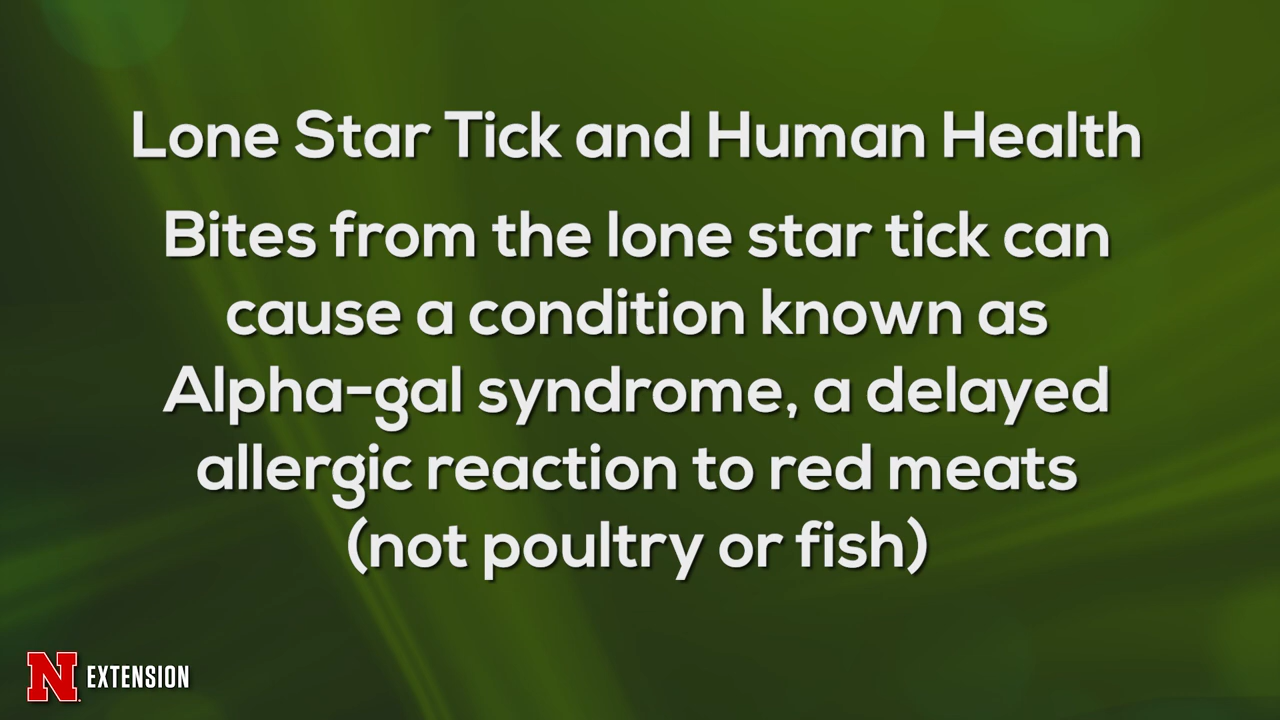 Lone Star Tick and Human Health
Bites from the lone star tick can
cause a condition known as
Alpha-gal syndrome, a delayed
allergic reaction to red meats
(not poultry or fish)
N EXTENSION